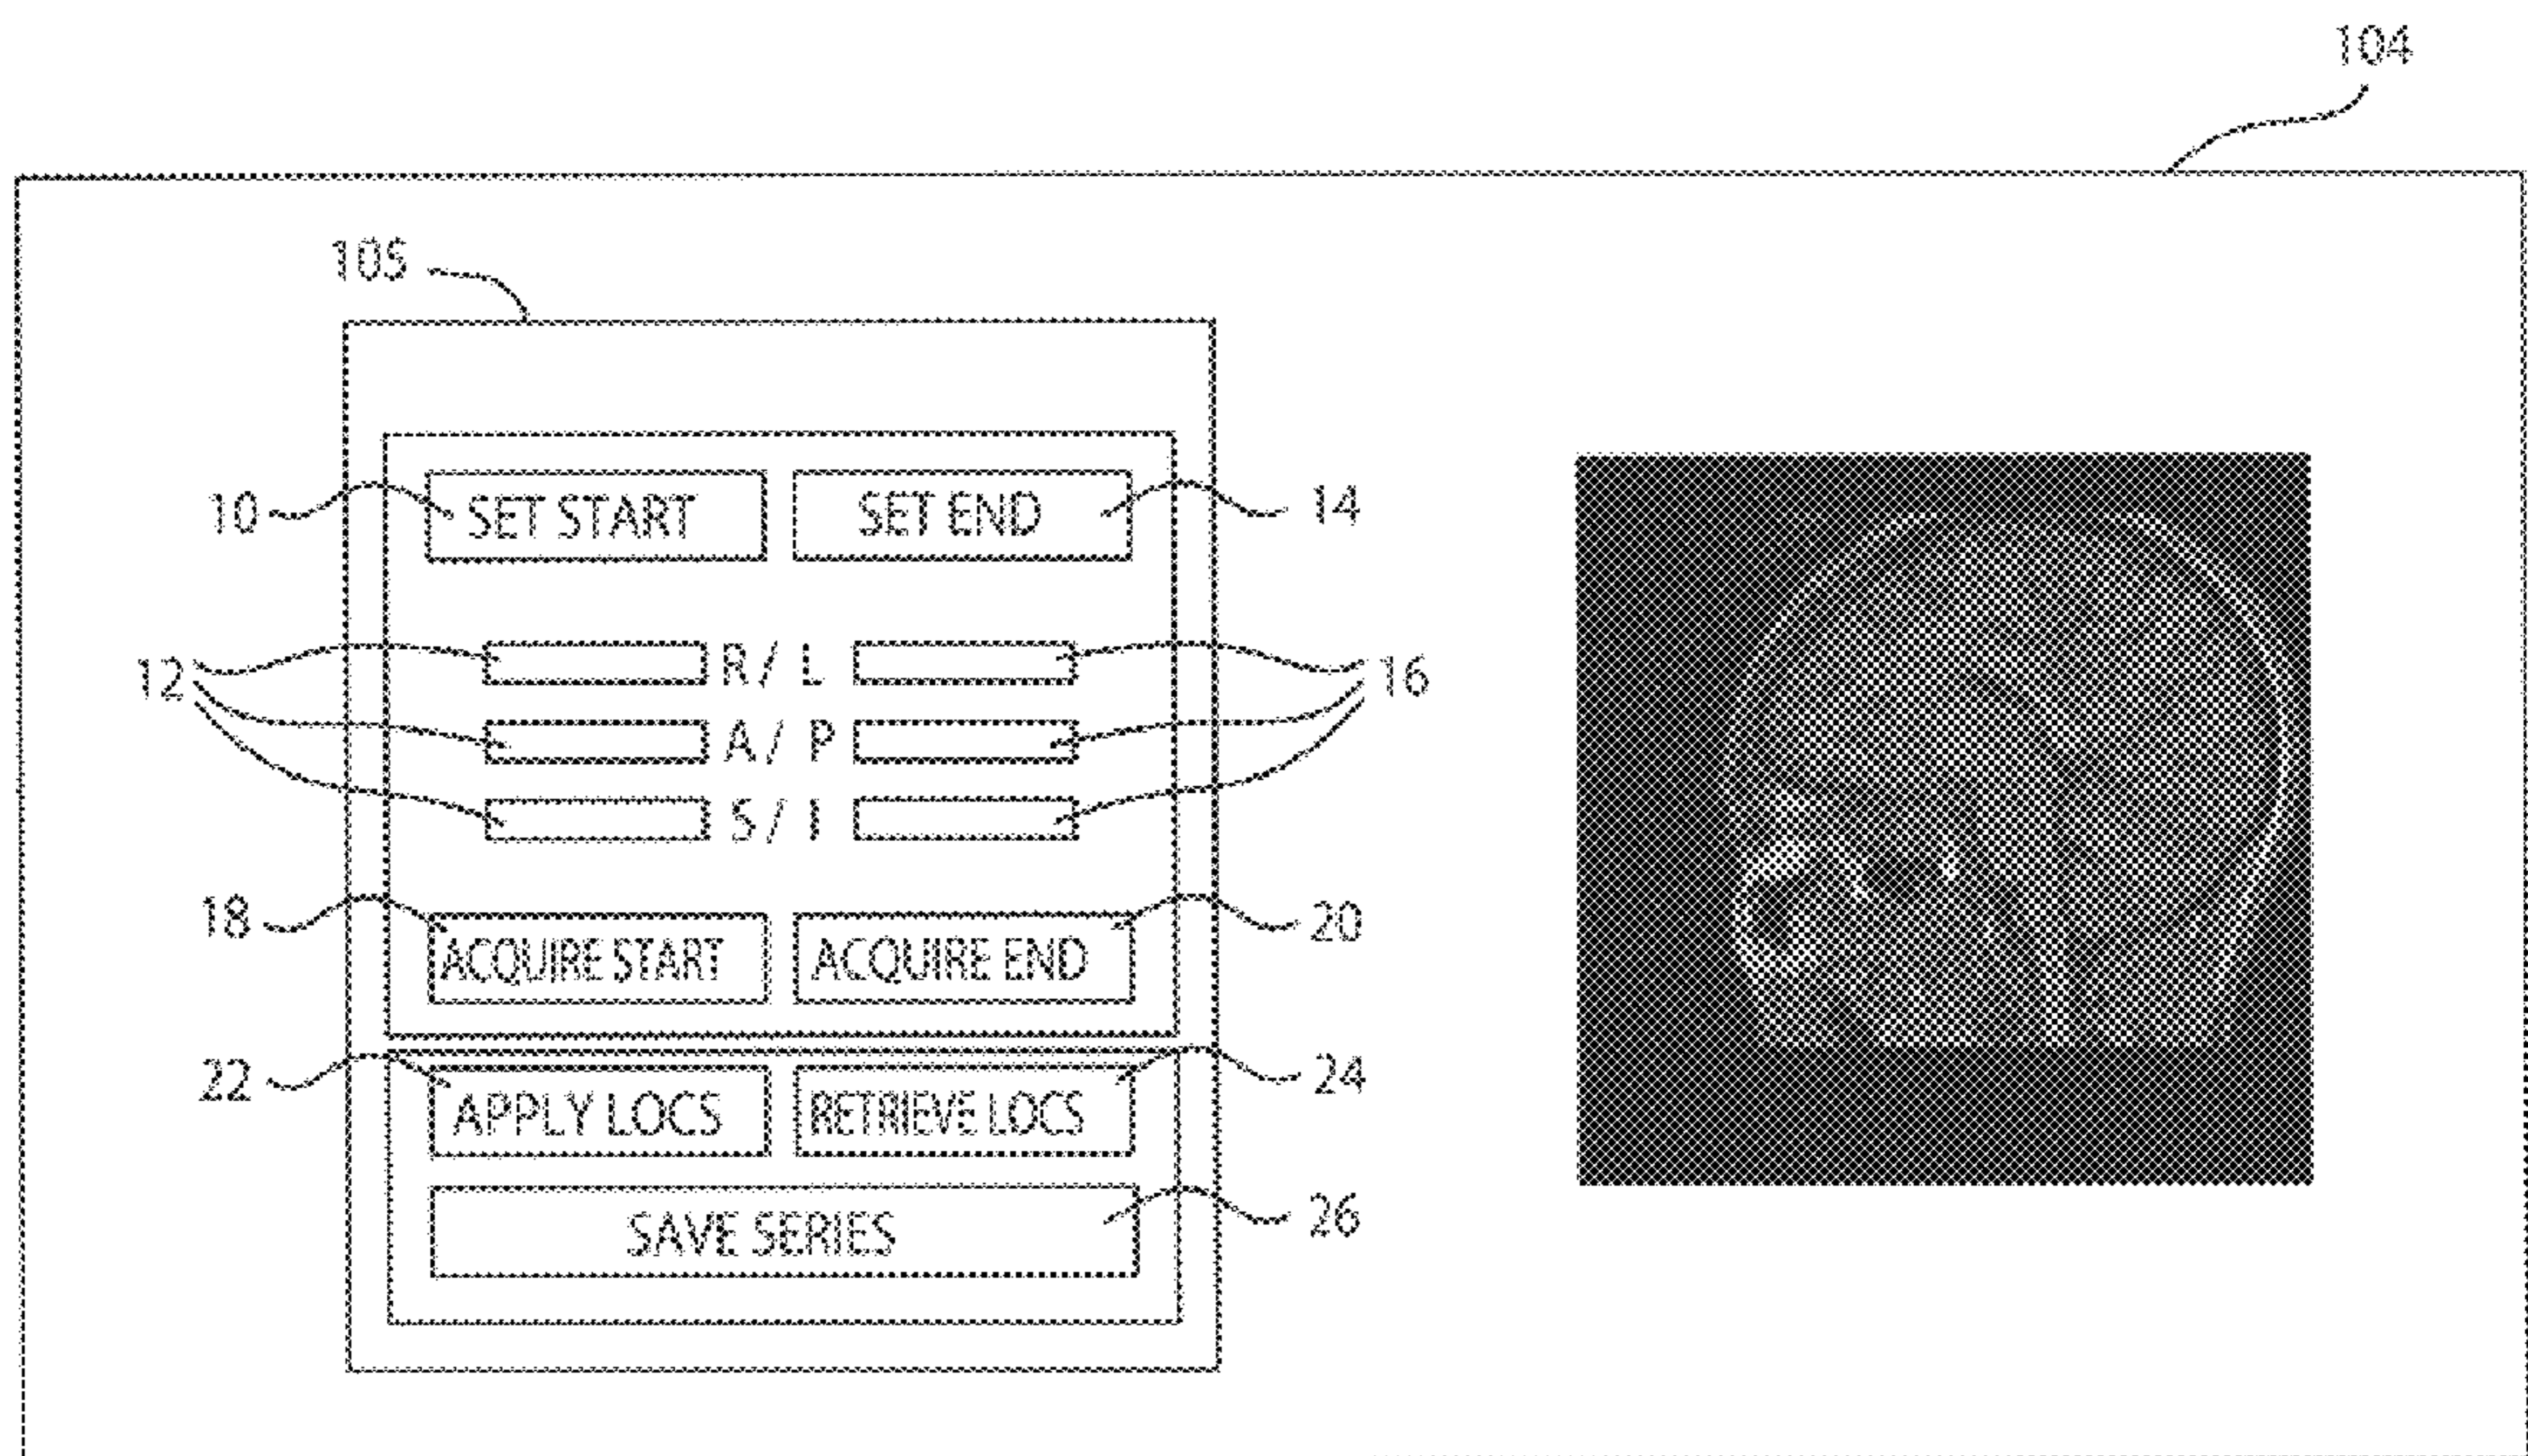 104
105
10 SET START SET END 14
12 R / L 16
A / P
S / I
18 ACQUIRE START ACQUIRE END 20
22 APPLY LOCS RETRIEVE LOCS 24
SAVE SERIES 26